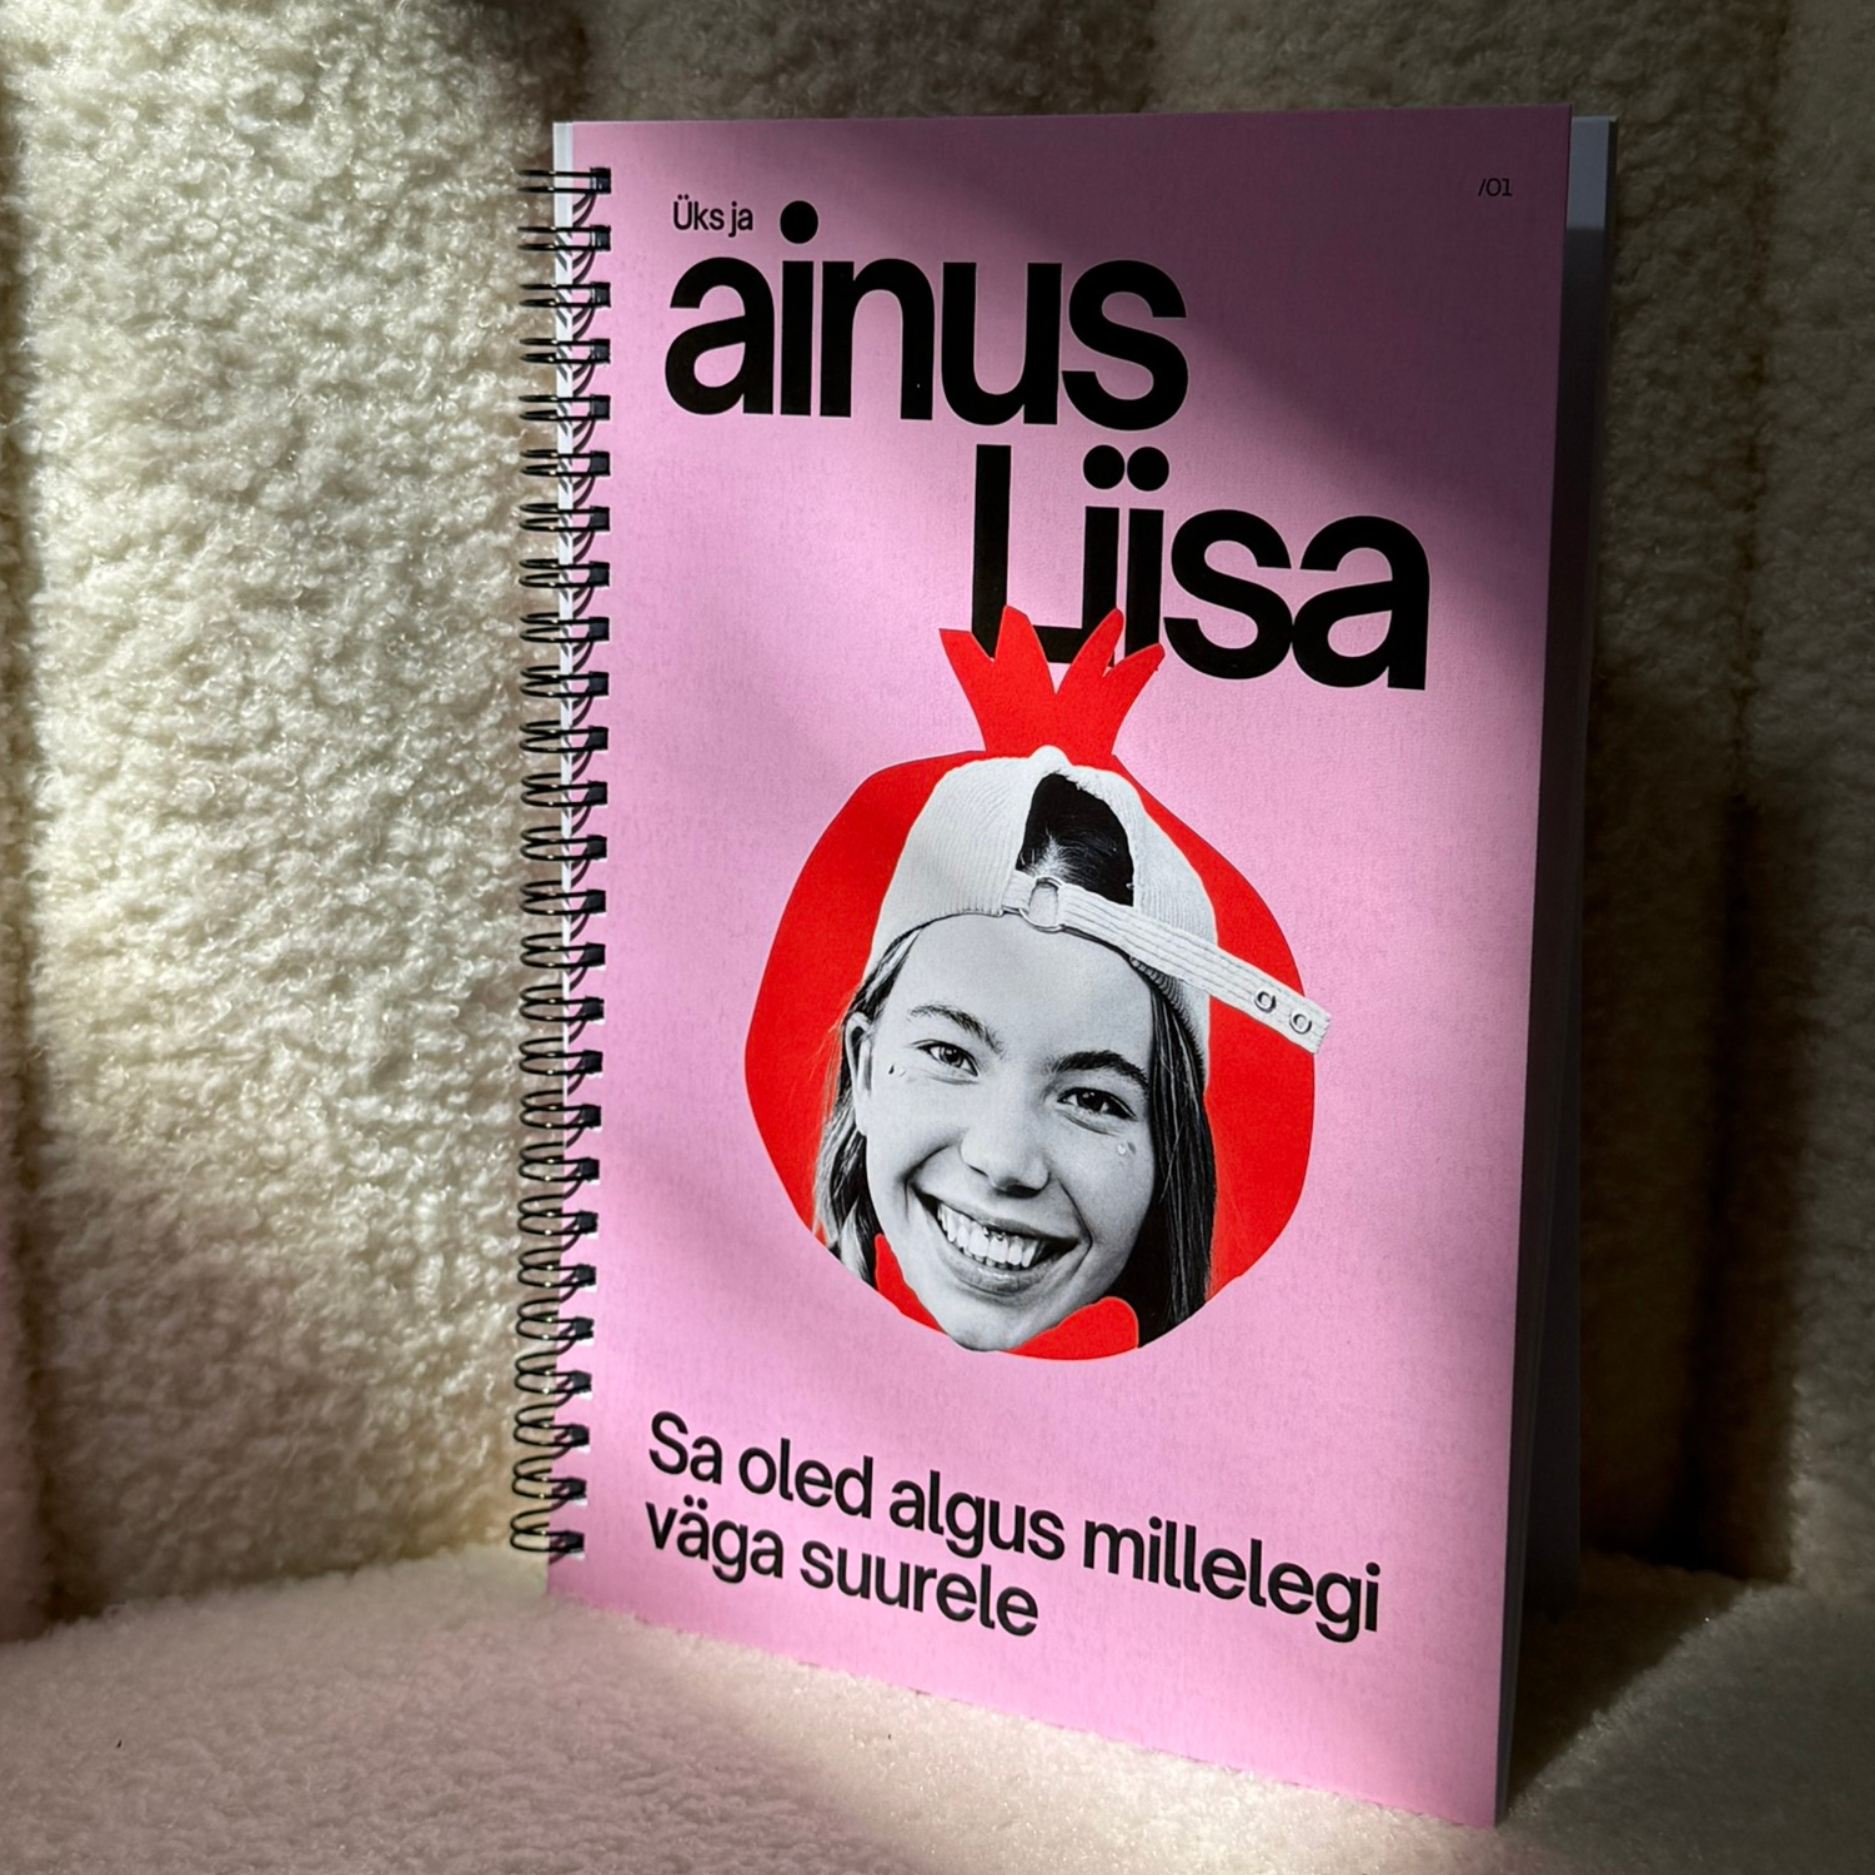 Üks ja
/01
ainus
Liisa
Sa oled algus millelegi
väga suurele